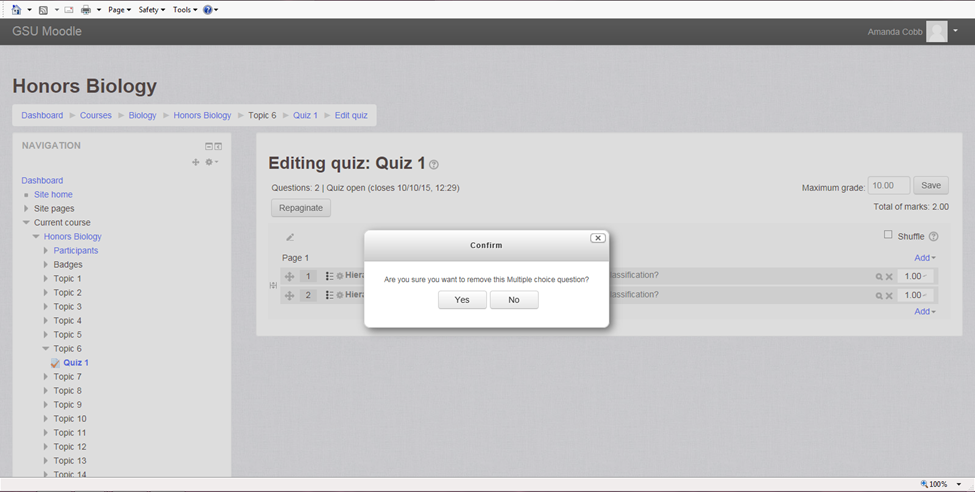 Page Safety Tools
GSU Moodle
Amanda Cobb
Honors Biology
Dashboard Courses Biology Honors Biology Topic 6 Quiz 1 Edit quiz
NAVIGATION
Dashboard
Site home
Site pages
Current course
Honors Biology
Participants
Badges
Topic 1
Topic 2
Topic 3
Topic 4
Topic 5
Topic 6
Quiz 1
Topic 7
Topic 8
Topic 9
Topic 10
Topic 11
Topic 12
Topic 13
Topic 14
Editing quiz: Quiz 1
Questions: 2 | Quiz open (closes 10/10/15, 12:29)
Maximum grade: 10.00 Save
Repaginate
Total of marks: 2.00
Shuffle
Page 1
Add
1 Hiera lassification? 1.00
2 Hiera lassification? 1.00
Add
Confirm
Are you sure you want to remove this Multiple choice question?
Yes No
100%